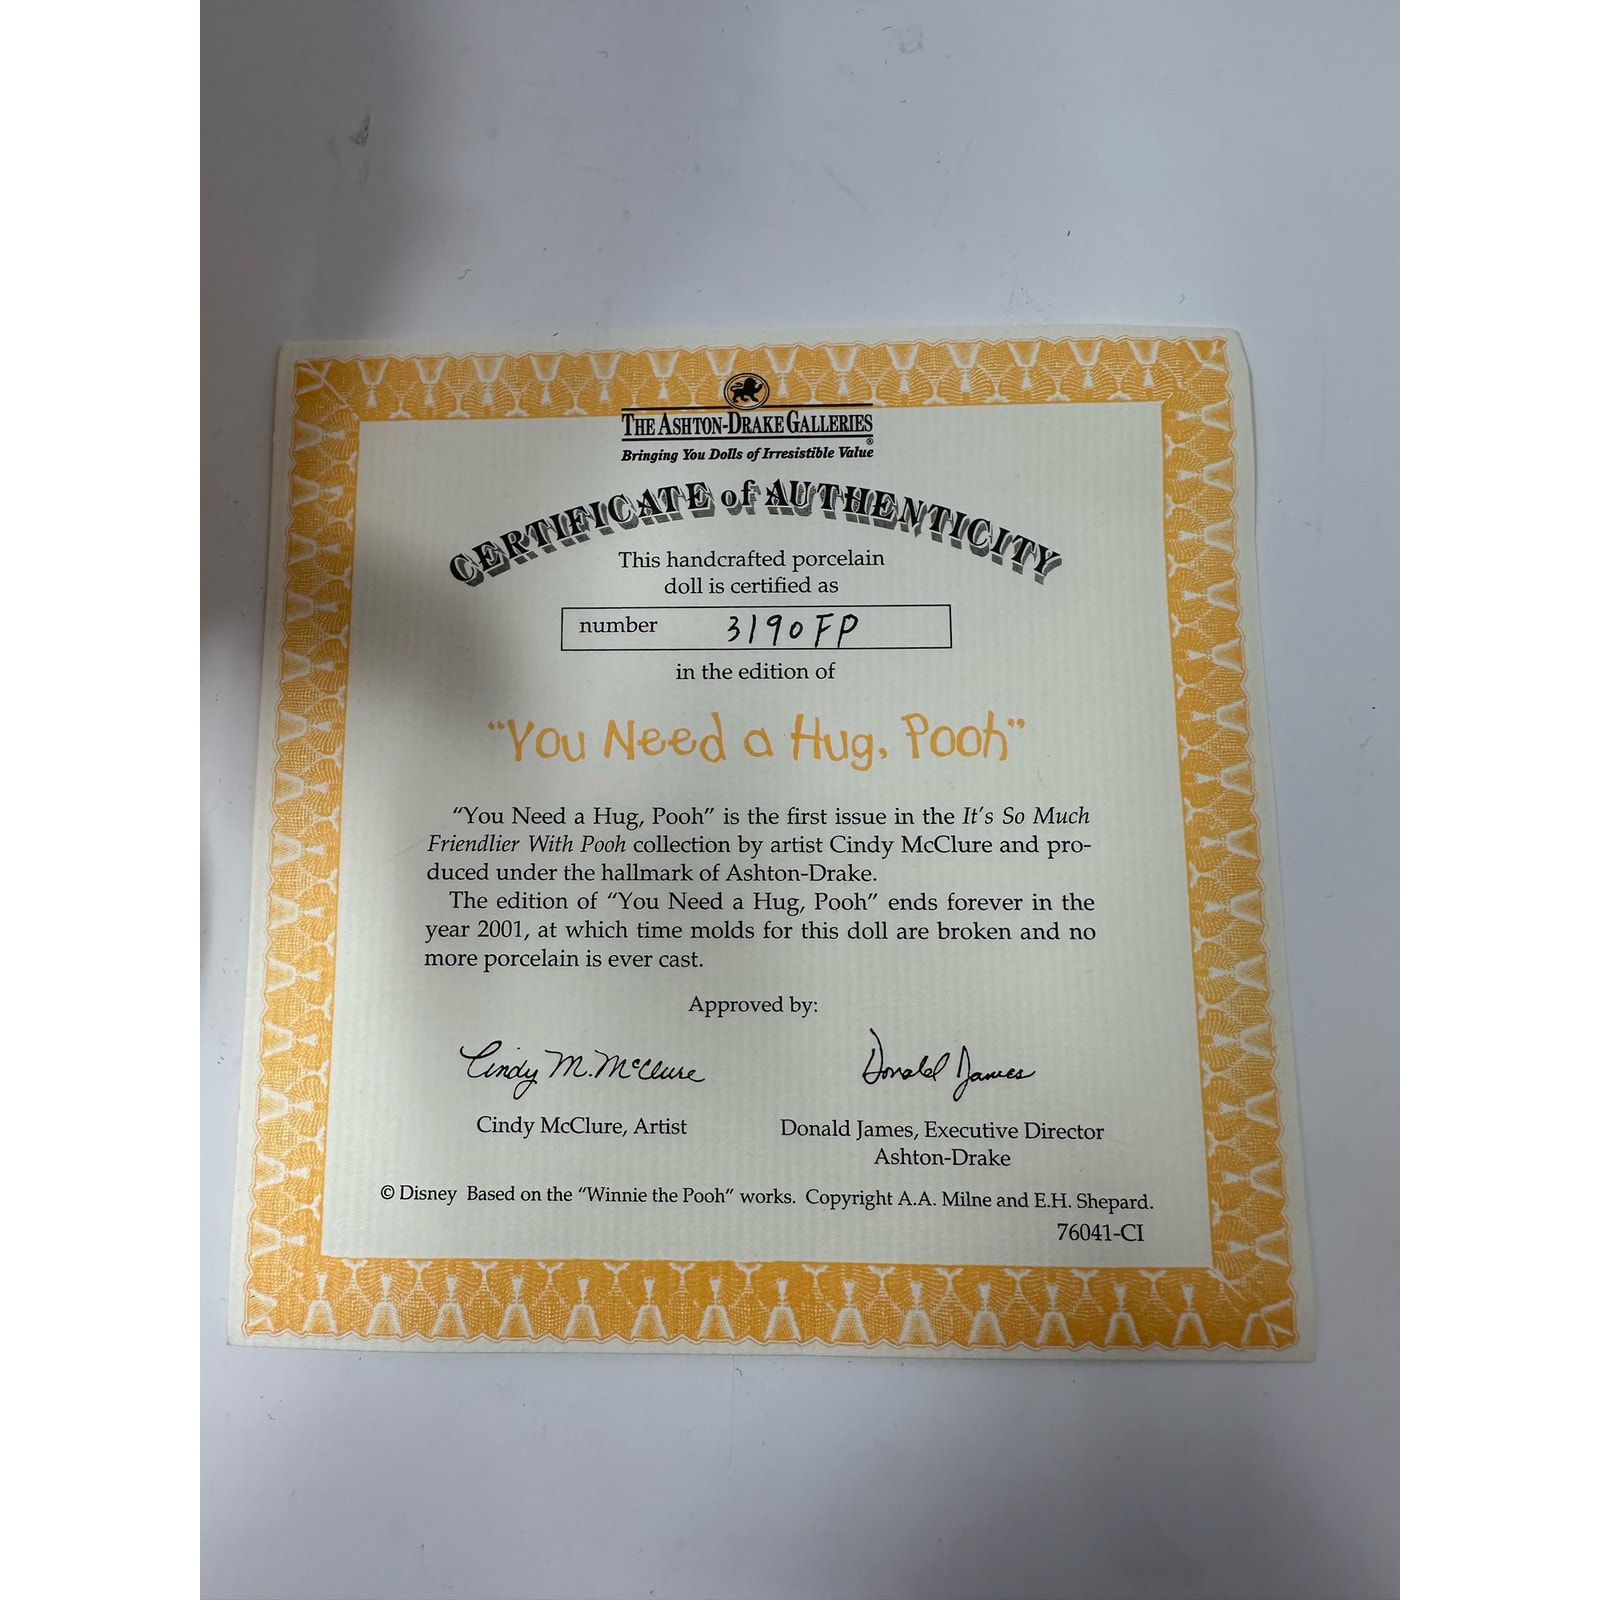 THE ASHTON-DRAKE GALLERIES
®
Bringing You Dolls of Irresistible Value
CERTIFICATE of AUTHENTICITY
This handcrafted porcelain
doll is certified as
number 3190FP
in the edition of
"You Need a Hug, Pooh"
"You Need a Hug, Pooh" is the first issue in the It's So Much
Friendlier With Pooh collection by artist Cindy McClure and pro-
duced under the hallmark of Ashton-Drake.
The edition of "You Need a Hug, Pooh" ends forever in the
year 2001, at which time molds for this doll are broken and no
more porcelain is ever cast.
Approved by:
Cindy M. McClure
Donald James
Cindy McClure, Artist
Donald James, Executive Director
Ashton-Drake
© Disney Based on the "Winnie the Pooh" works. Copyright A.A. Milne and E.H. Shepard.
76041-CI